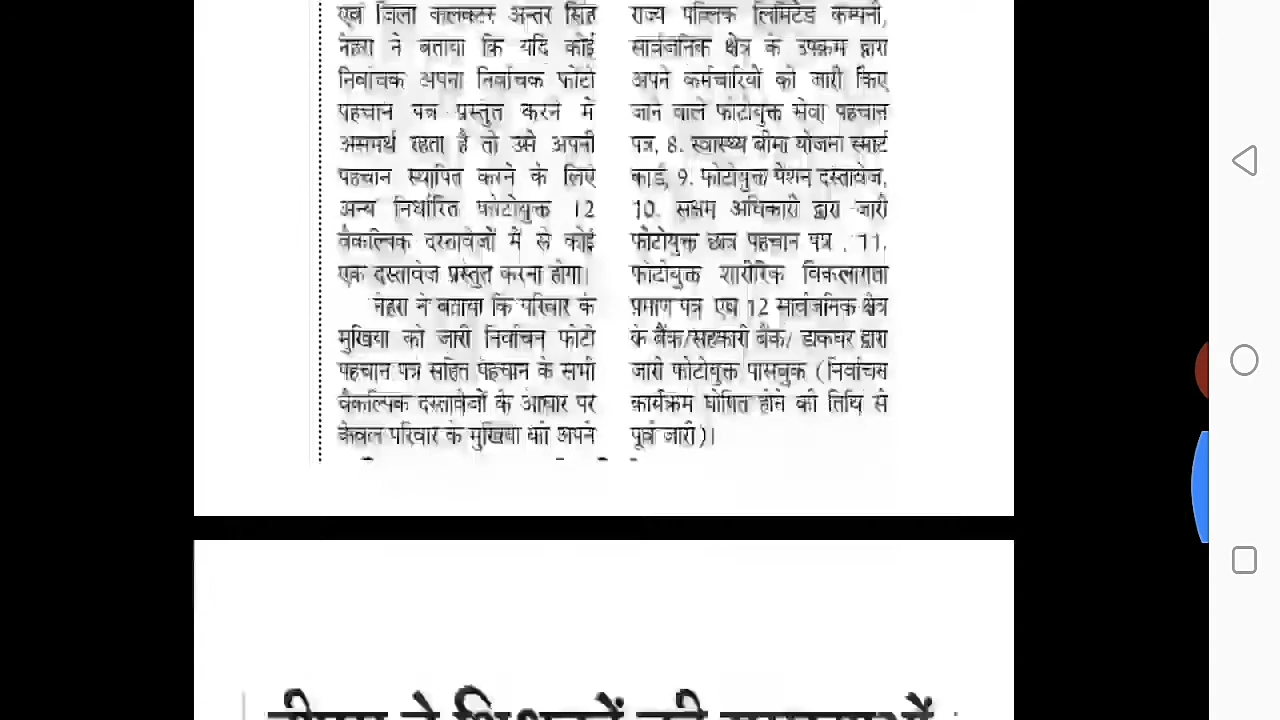 एवं जिला कलक्टर अन्तर सिंह
नेहरा ने बताया कि यदि कोई
निर्वाचक अपना निर्वाचक फोटो
पहचान पत्र प्रस्तुत करने में
असमर्थ रहता है तो उसे अपनी
पहचान स्थापित करने के लिए
अन्य निर्धारित फोटोयुक्त 12
वैकल्पिक दस्तावेजों में से कोई
एक दस्तावेज प्रस्तुत करना होगा।
नेहरा ने बताया कि परिवार के
मुखिया को जारी निर्वाचन फोटो
पहचान पत्र सहित पहचान के सभी
वैकल्पिक दस्तावेजों के आधार पर
केवल परिवार के मुखिया को अपने
राज्य पब्लिक लिमिटेड कम्पनी,
सार्वजनिक क्षेत्र के उपक्रम द्वारा
अपने कर्मचारियों को जारी किए
जाने वाले फोटोयुक्त सेवा पहचान
पत्र, 8. स्वास्थ्य बीमा योजना स्मार्ट
कार्ड, 9. फोटोयुक्त पेंशन दस्तावेज,
10. सक्षम अधिकारी द्वारा जारी
फोटोयुक्त छात्र पहचान पत्र , 11.
फोटोयुक्त शारीरिक विकलांगता
प्रमाण पत्र एवं 12 सार्वजनिक क्षेत्र
के बैंक/सहकारी बैंक/ डाकघर द्वारा
जारी फोटोयुक्त पासबुक (निर्वाचन
कार्यक्रम घोषित होने की तिथि से
पूर्व जारी)।